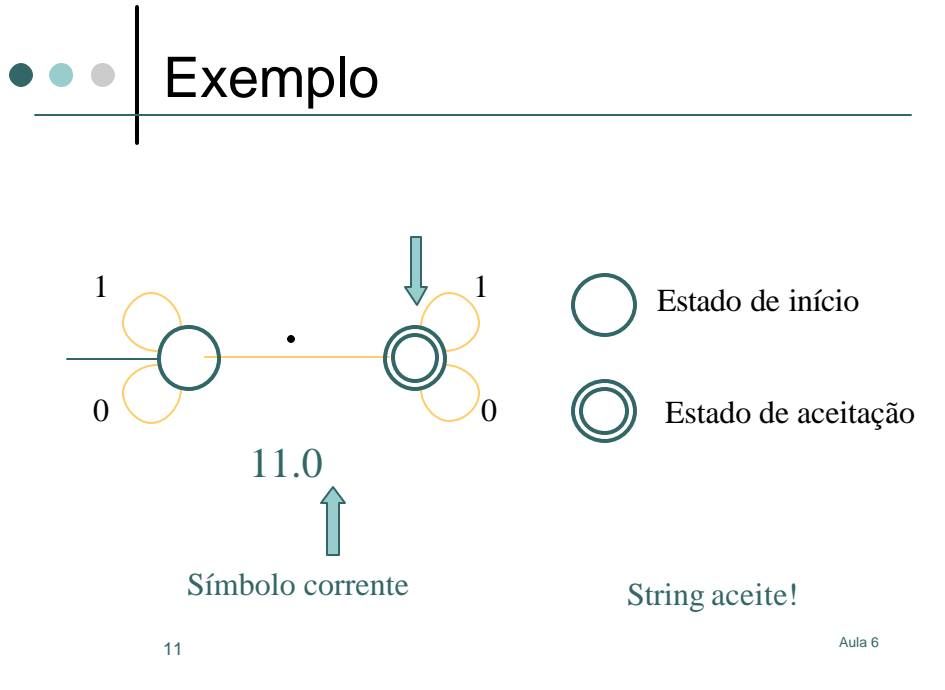 Exemplo
1
1
Estado de início
.
0
0
Estado de aceitação
11.0
Símbolo corrente
String aceite!
11
Aula 6